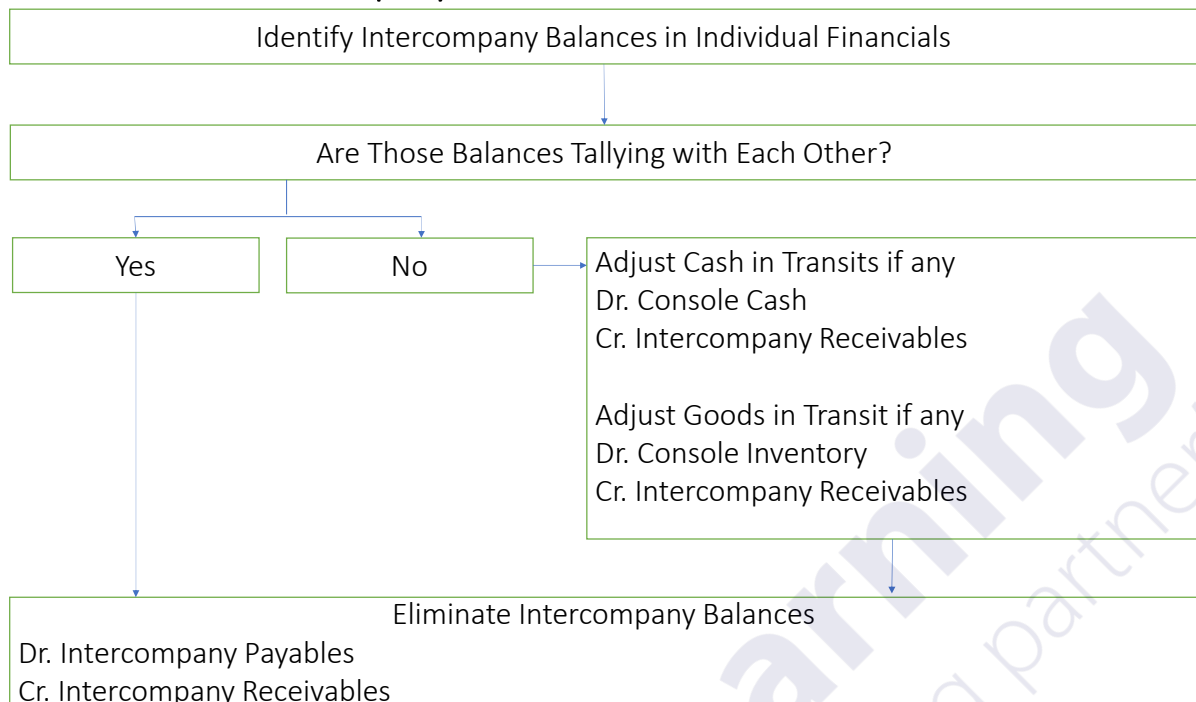 Identify Intercompany Balances in Individual Financials
Are Those Balances Tallying with Each Other?
Yes
No
Adjust Cash in Transits if any
Dr. Console Cash
Cr. Intercompany Receivables
Adjust Goods in Transit if any
Dr. Console Inventory
Cr. Intercompany Receivables
Eliminate Intercompany Balances
Dr. Intercompany Payables
Cr. Intercompany Receivables
arning
g partner